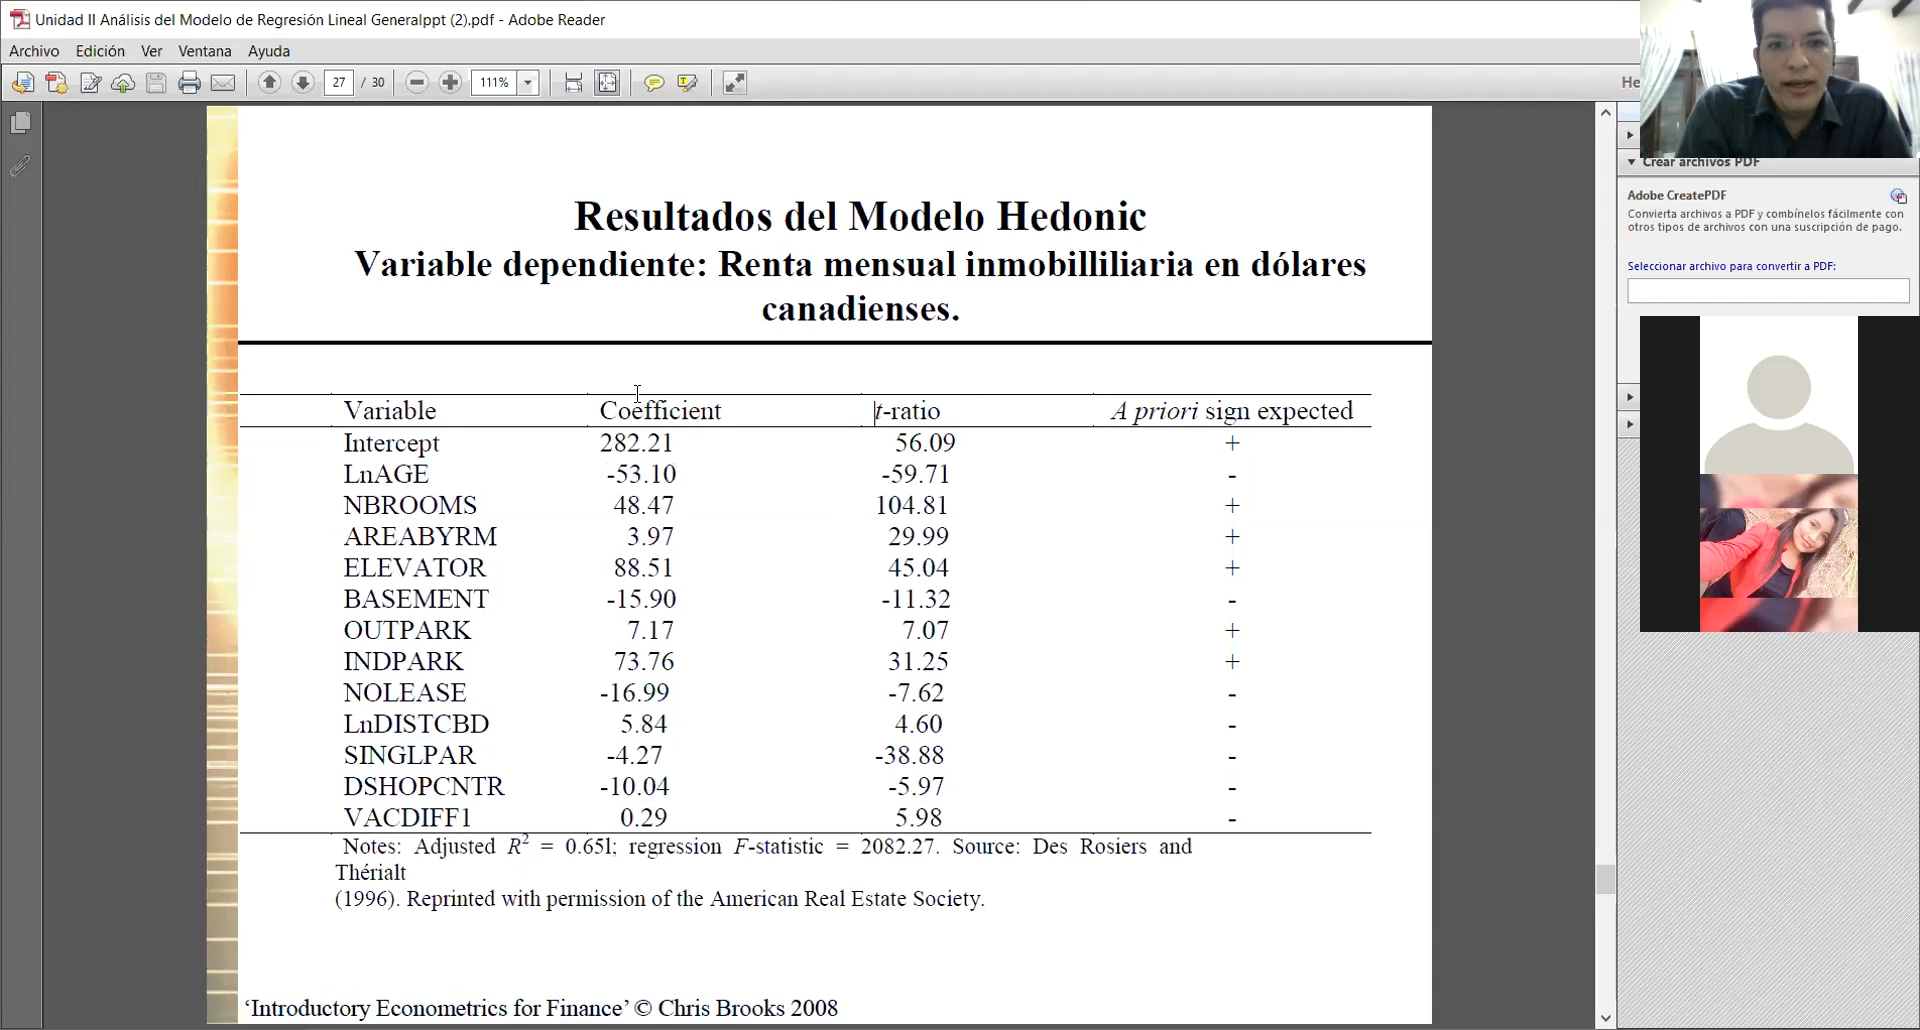 Unidad II Análisis del Modelo de Regresión Lineal Generalppt (2).pdf - Adobe Reader
Archivo Edición Ver Ventana Ayuda
27 / 30 111% He
Crear archivos PDF
Adobe CreatePDF
Convierta archivos a PDF y combínelos fácilmente con
otros tipos de archivos con una suscripción de pago.
Seleccionar archivo para convertir a PDF:
Resultados del Modelo Hedonic
Variable dependiente: Renta mensual inmobilliliaria en dólares
canadienses.
Variable Coefficient t-ratio A priori sign expected
Intercept 282.21 56.09 +
LnAGE -53.10 -59.71 -
NBROOMS 48.47 104.81 +
AREABYRM 3.97 29.99 +
ELEVATOR 88.51 45.04 +
BASEMENT -15.90 -11.32 -
OUTPARK 7.17 7.07 +
INDPARK 73.76 31.25 +
NOLEASE -16.99 -7.62 -
LnDISTCBD 5.84 4.60 -
SINGLPAR -4.27 -38.88 -
DSHOPCNTR -10.04 -5.97 -
VACDIFF1 0.29 5.98 -
Notes: Adjusted R² = 0.65l; regression F-statistic = 2082.27. Source: Des Rosiers and
Thérialt
(1996). Reprinted with permission of the American Real Estate Society.
‘Introductory Econometrics for Finance’ © Chris Brooks 2008